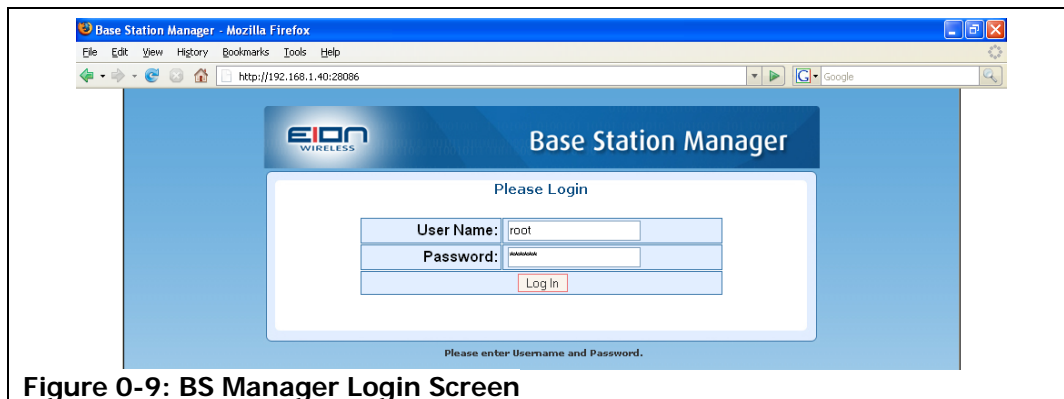 Base Station Manager - Mozilla Firefox
File Edit View History Bookmarks Tools Help
http://192.168.1.40:28086 G Google
EION WIRELESS Base Station Manager
Please Login
User Name: root
Password: ******
Log In
Please enter Username and Password.
Figure 0-9: BS Manager Login Screen